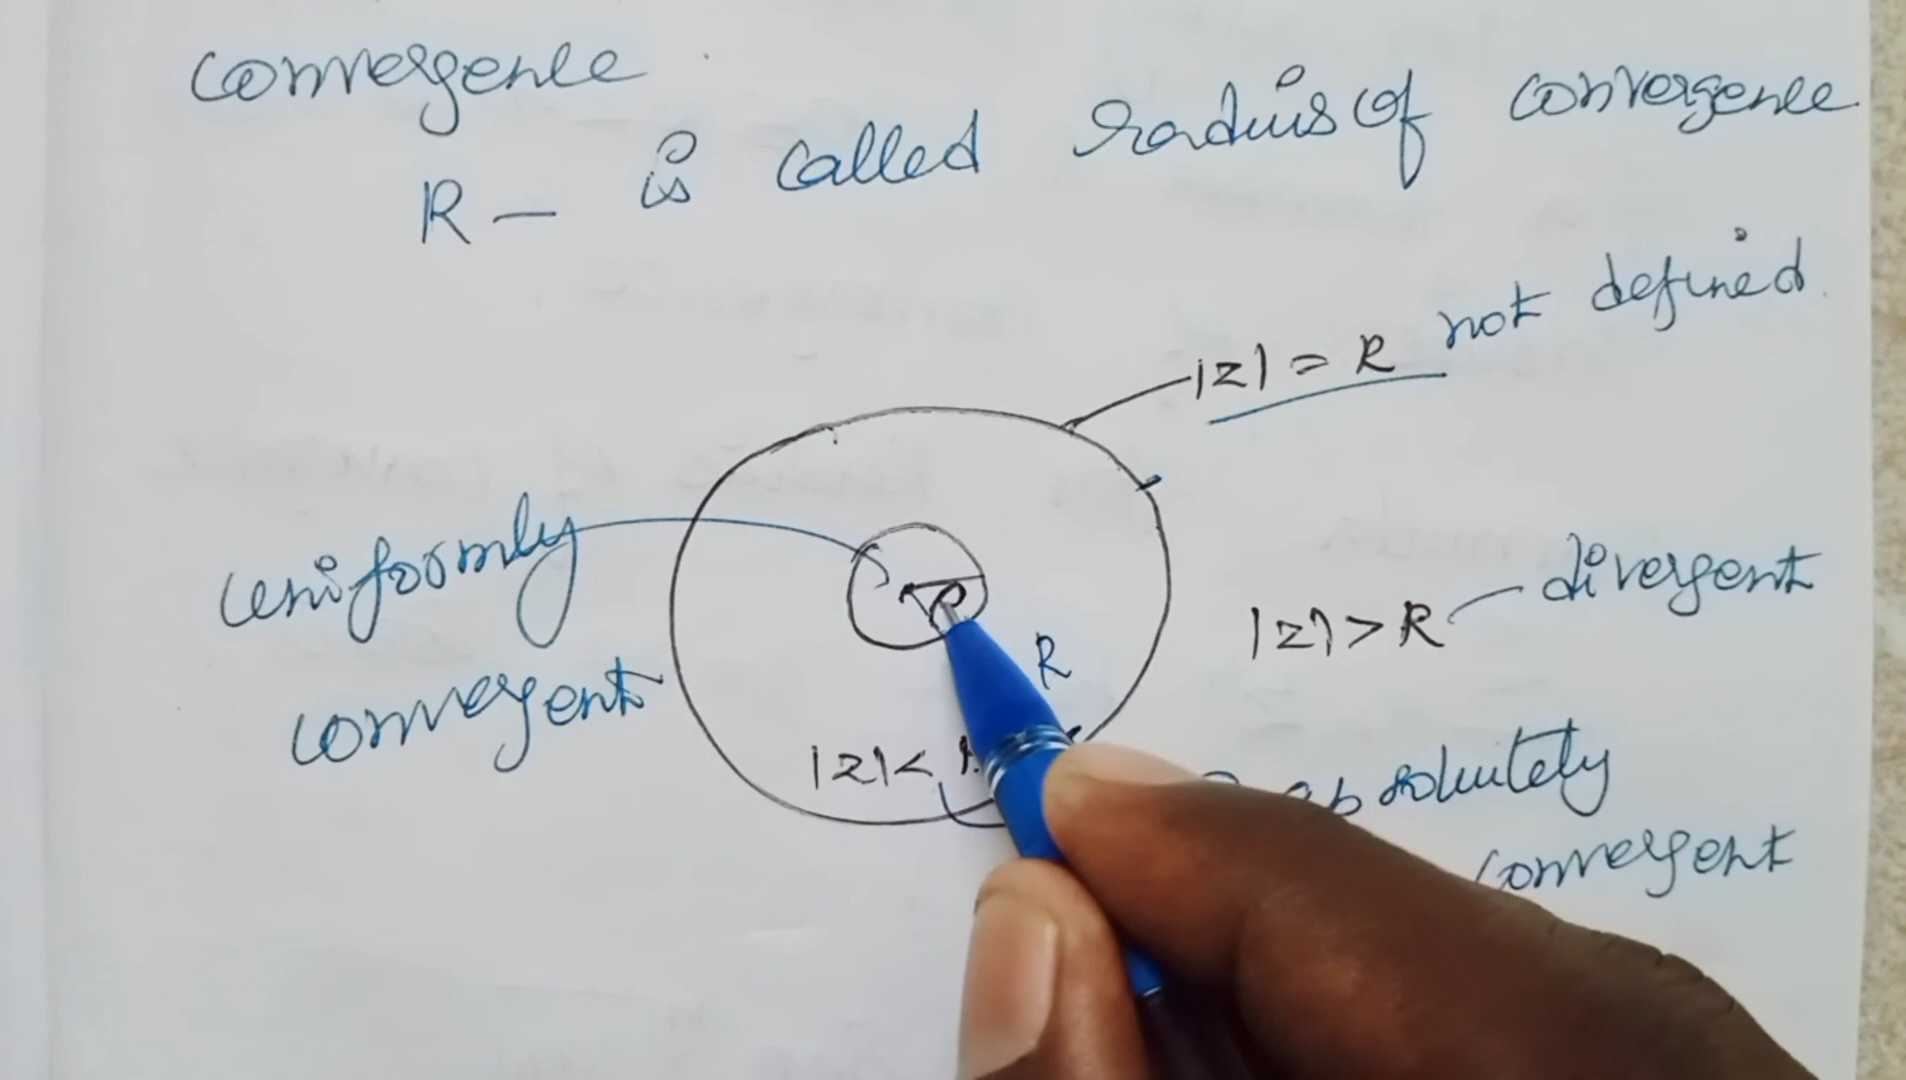 convergence
R — is called radius of convergence
|z| = R not defined
uniformly
convergent
ρ
R
|z| > R — divergent
|z| <
absolutely
convergent